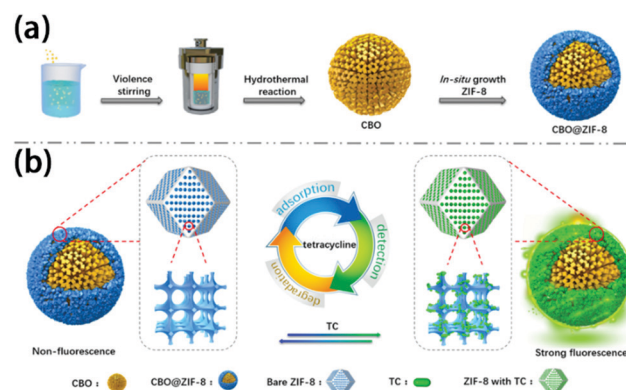 (a)
Violence
stirring
Hydrothermal
reaction
CBO
In-situ growth
ZIF-8
CBO@ZIF-8
(b)
Non-fluorescence
adsorption
detection
degradation
tetracycline
TC
Strong fluorescence
CBO :
CBO@ZIF-8 :
Bare ZIF-8 :
TC :
ZIF-8 with TC :